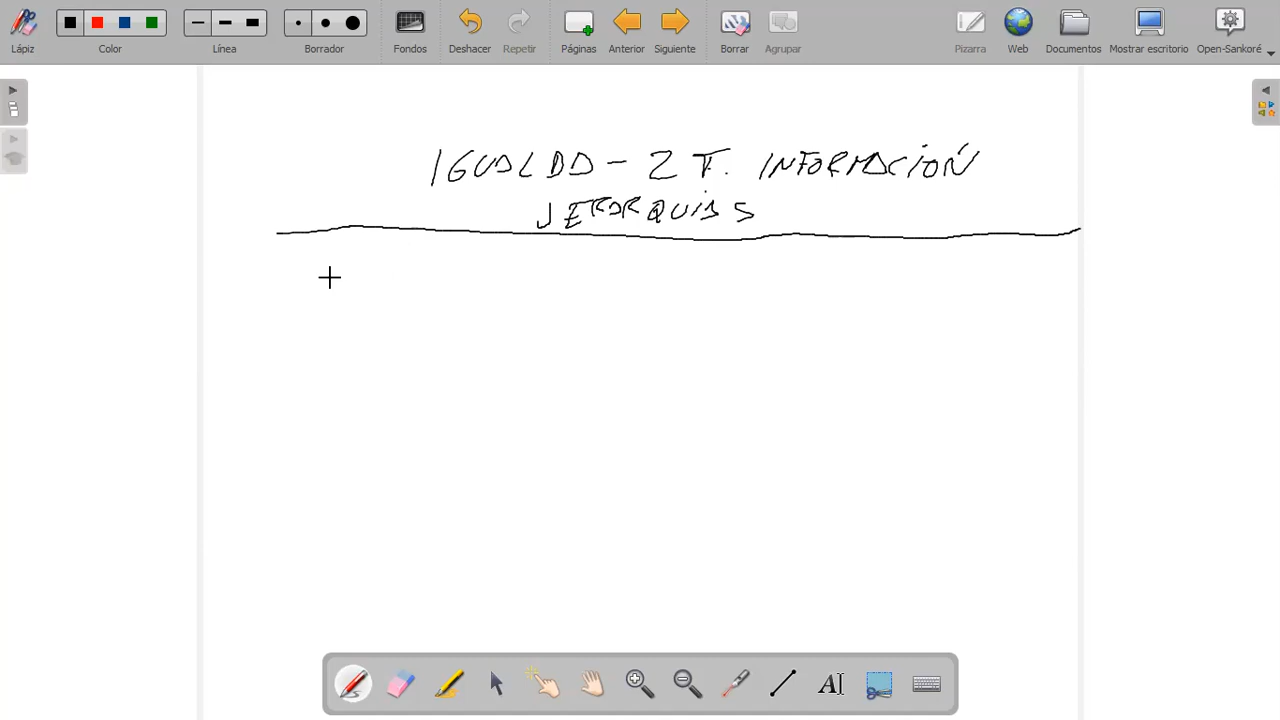 Lápiz Color Línea Borrador Fondos Deshacer Repetir Páginas Anterior Siguiente Borrar Agrupar Pizarra Web Documentos Mostrar escritorio Open-Sankoré
IGUALDAD - 2 T. INFORMACIÓN
JERARQUIAS
AI